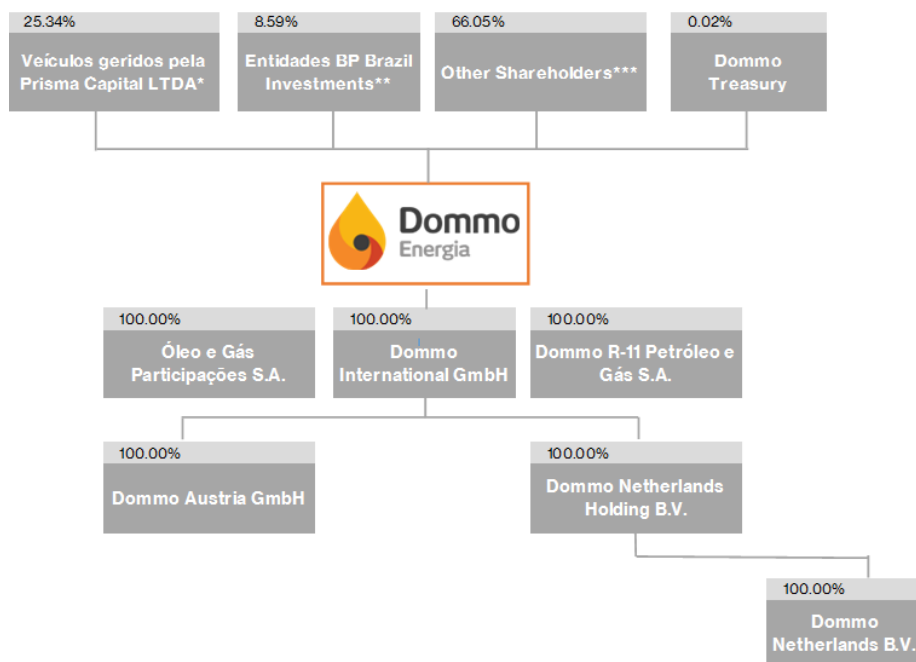 25.34%
Veículos geridos pela
Prisma Capital LTDA*
8.59%
Entidades BP Brazil
Investments**
66.05%
Other Shareholders***
0.02%
Dommo
Treasury
Dommo
Energia
100.00%
Óleo e Gás
Participações S.A.
100.00%
Dommo
International GmbH
100.00%
Dommo R-11 Petróleo e
Gás S.A.
100.00%
Dommo Austria GmbH
100.00%
Dommo Netherlands
Holding B.V.
100.00%
Dommo
Netherlands B.V.